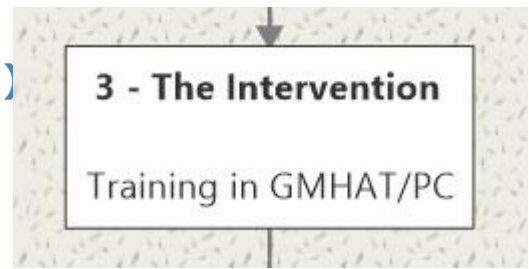 )
3 - The Intervention
Training in GMHAT/PC